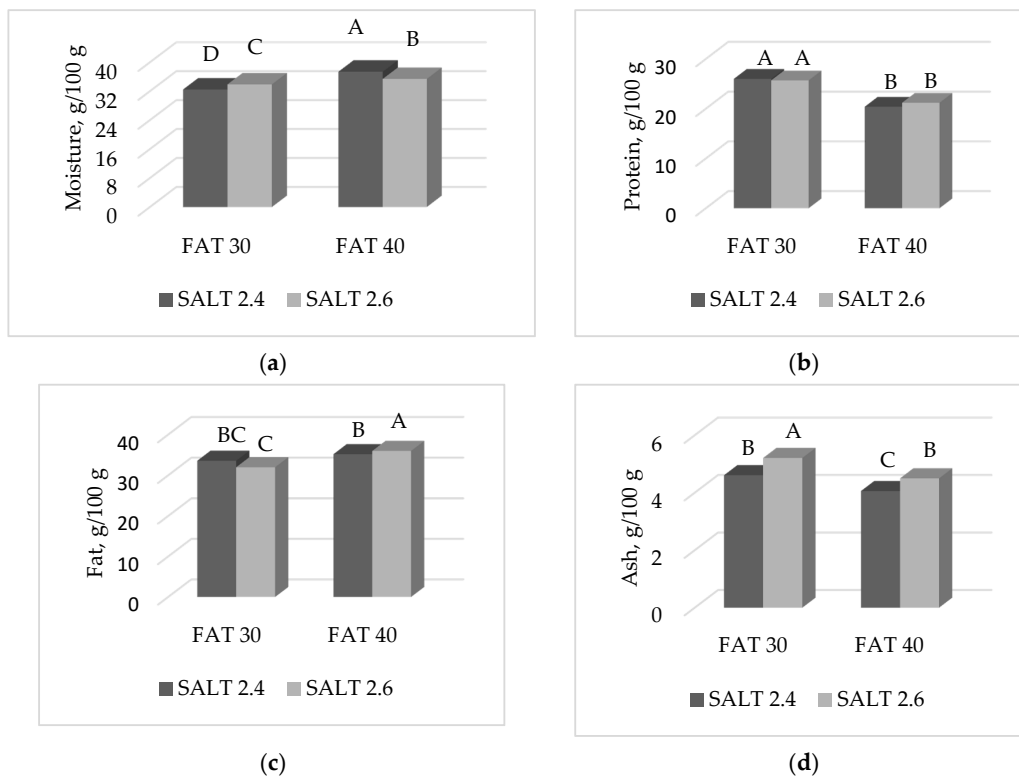 A
D
C
B
40
32
24
16
8
0
Moisture, g/100 g
FAT 30
FAT 40
SALT 2.4
SALT 2.6
(a)
A
A
B
B
30
20
10
0
Protein, g/100 g
FAT 30
FAT 40
SALT 2.4
SALT 2.6
(b)
BC
C
B
A
40
30
20
10
0
Fat, g/100 g
FAT 30
FAT 40
SALT 2.4
SALT 2.6
(c)
B
A
C
B
6
4
2
0
Ash, g/100 g
FAT 30
FAT 40
SALT 2.4
SALT 2.6
(d)